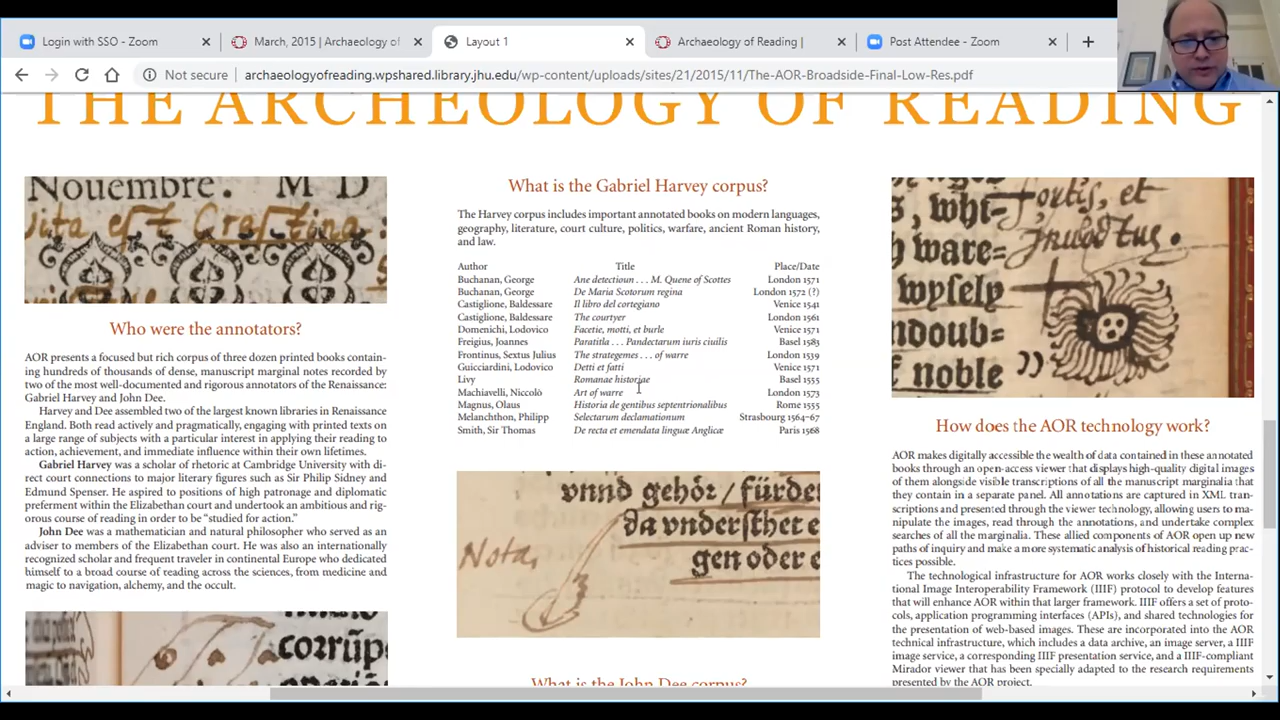 Login with SSO - Zoom
March, 2015 | Archaeology of
Layout 1
Archaeology of Reading |
Post Attendee - Zoom
Not secure
archaeologyofreading.wpshared.library.jhu.edu/wp-content/uploads/sites/21/2015/11/The-AOR-Broadside-Final-Low-Res.pdf
THE ARCHEOLOGY OF READING
Nouembre. M D
vita est Crastina
Who were the annotators?
AOR presents a focused but rich corpus of three dozen printed books contain-
ing hundreds of thousands of dense, manuscript marginal notes recorded by
two of the most well-documented and rigorous annotators of the Renaissance:
Gabriel Harvey and John Dee.
Harvey and Dee assembled two of the largest known libraries in Renaissance
England. Both read actively and pragmatically, engaging with printed texts on
a large range of subjects with a particular interest in applying their reading to
action, achievement, and immediate influence within their own lifetimes.
Gabriel Harvey was a scholar of rhetoric at Cambridge University with di-
rect court connections to major literary figures such as Sir Philip Sidney and
Edmund Spenser. He aspired to positions of high patronage and diplomatic
preferment within the Elizabethan court and undertook an ambitious and rig-
orous course of reading in order to be “studied for action.”
John Dee was a mathematician and natural philosopher who served as an
adviser to members of the Elizabethan court. He was also an internationally
recognized scholar and frequent traveler in continental Europe who dedicated
himself to a broad course of reading across the sciences, from medicine and
magic to navigation, alchemy, and the occult.
corrup
What is the Gabriel Harvey corpus?
The Harvey corpus includes important annotated books on modern languages,
geography, literature, court culture, politics, warfare, ancient Roman history,
and law.
Author Title Place/Date
Buchanan, George Ane detectioun . . . M. Quene of Scottes London 1571
Buchanan, George De Maria Scotorum regina London 1572 (?)
Castiglione, Baldessare Il libro del cortegiano Venice 1541
Castiglione, Baldessare The courtyer London 1561
Domenichi, Lodovico Facetie, motti, et burle Venice 1571
Freigius, Joannes Paratitla . . . Pandectarum iuris ciuilis Basel 1583
Frontinus, Sextus Julius The strategemes . . . of warre London 1539
Guicciardini, Lodovico Detti et fatti Venice 1571
Livy Romanae historiae Basel 1555
Machiavelli, Niccolò Art of warre London 1573
Magnus, Olaus Historia de gentibus septentrionalibus Rome 1555
Melanchthon, Philipp Selectarum declamationum Strasbourg 1564–67
Smith, Sir Thomas De recta et emendata linguæ Anglicæ Paris 1568
vnnd gehör / fürde
da vnderſthet e
gen oder e
Nota,
What is the John Dee corpus?
, whi=
ware=
wyſely
ndoub=
f noble
fortis, et
How does the AOR technology work?
AOR makes digitally accessible the wealth of data contained in these annotated
books through an open-access viewer that displays high-quality digital images
of them alongside visible transcriptions of all the manuscript marginalia that
they contain in a separate panel. All annotations are captured in XML tran-
scriptions and presented through the viewer technology, allowing users to ma-
nipulate the images, read through the annotations, and undertake complex
searches of all the marginalia. These allied components of AOR open up new
paths of inquiry and make a more systematic analysis of historical reading prac-
tices possible.
The technological infrastructure for AOR works closely with the Interna-
tional Image Interoperability Framework (IIIF) protocol to develop features
that will enhance AOR within that larger framework. IIIF offers a set of proto-
cols, application programming interfaces (APIs), and shared technologies for
the presentation of web-based images. These are incorporated into the AOR
technical infrastructure, which includes a data archive, an image server, a IIIF
image service, a corresponding IIIF presentation service, and a IIIF-compliant
Mirador viewer that has been specially adapted to the research requirements
presented by the AOR project.